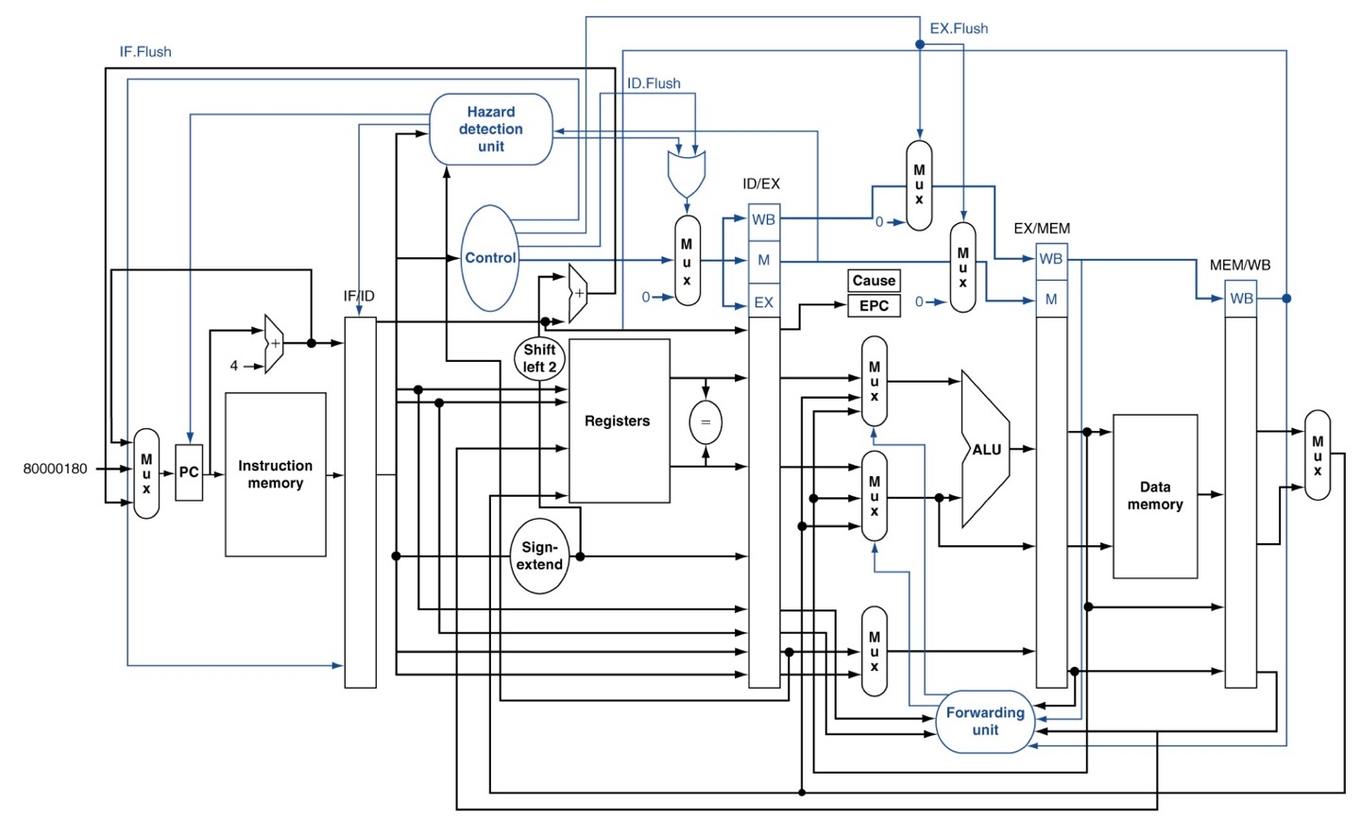 EX.Flush
IF.Flush
ID.Flush
Hazard
detection
unit
M
u
x
ID/EX
WB
0
M
u
x
EX/MEM
M
u
x
Control
M
WB
MEM/WB
Cause
0
EX
0
EPC
M
WB
IF/ID
+
+
4
Shift
left 2
M
u
x
Registers
=
M
u
x
ALU
80000180
M
u
x
PC
Instruction
memory
M
u
x
Data
memory
Sign-
extend
M
u
x
Forwarding
unit